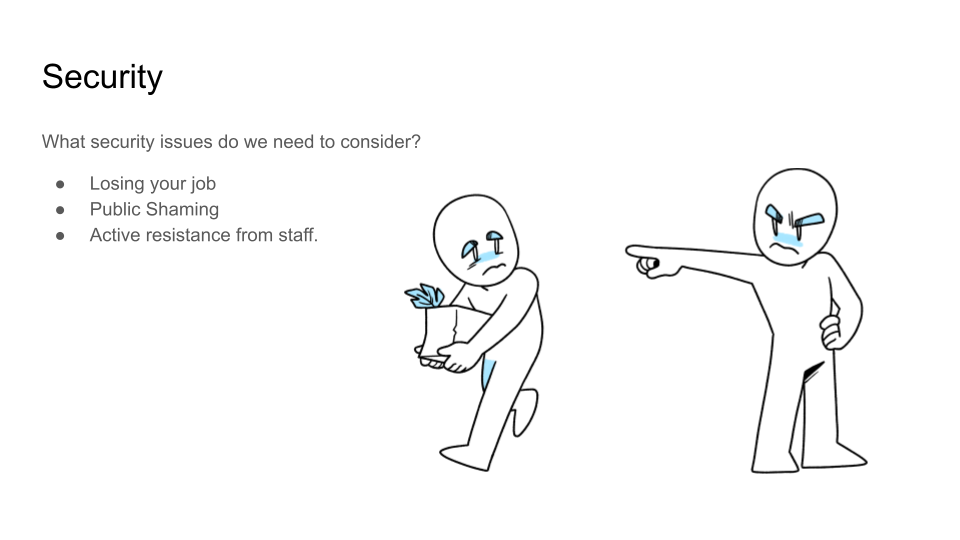 Security
What security issues do we need to consider?
● Losing your job
● Public Shaming
● Active resistance from staff.